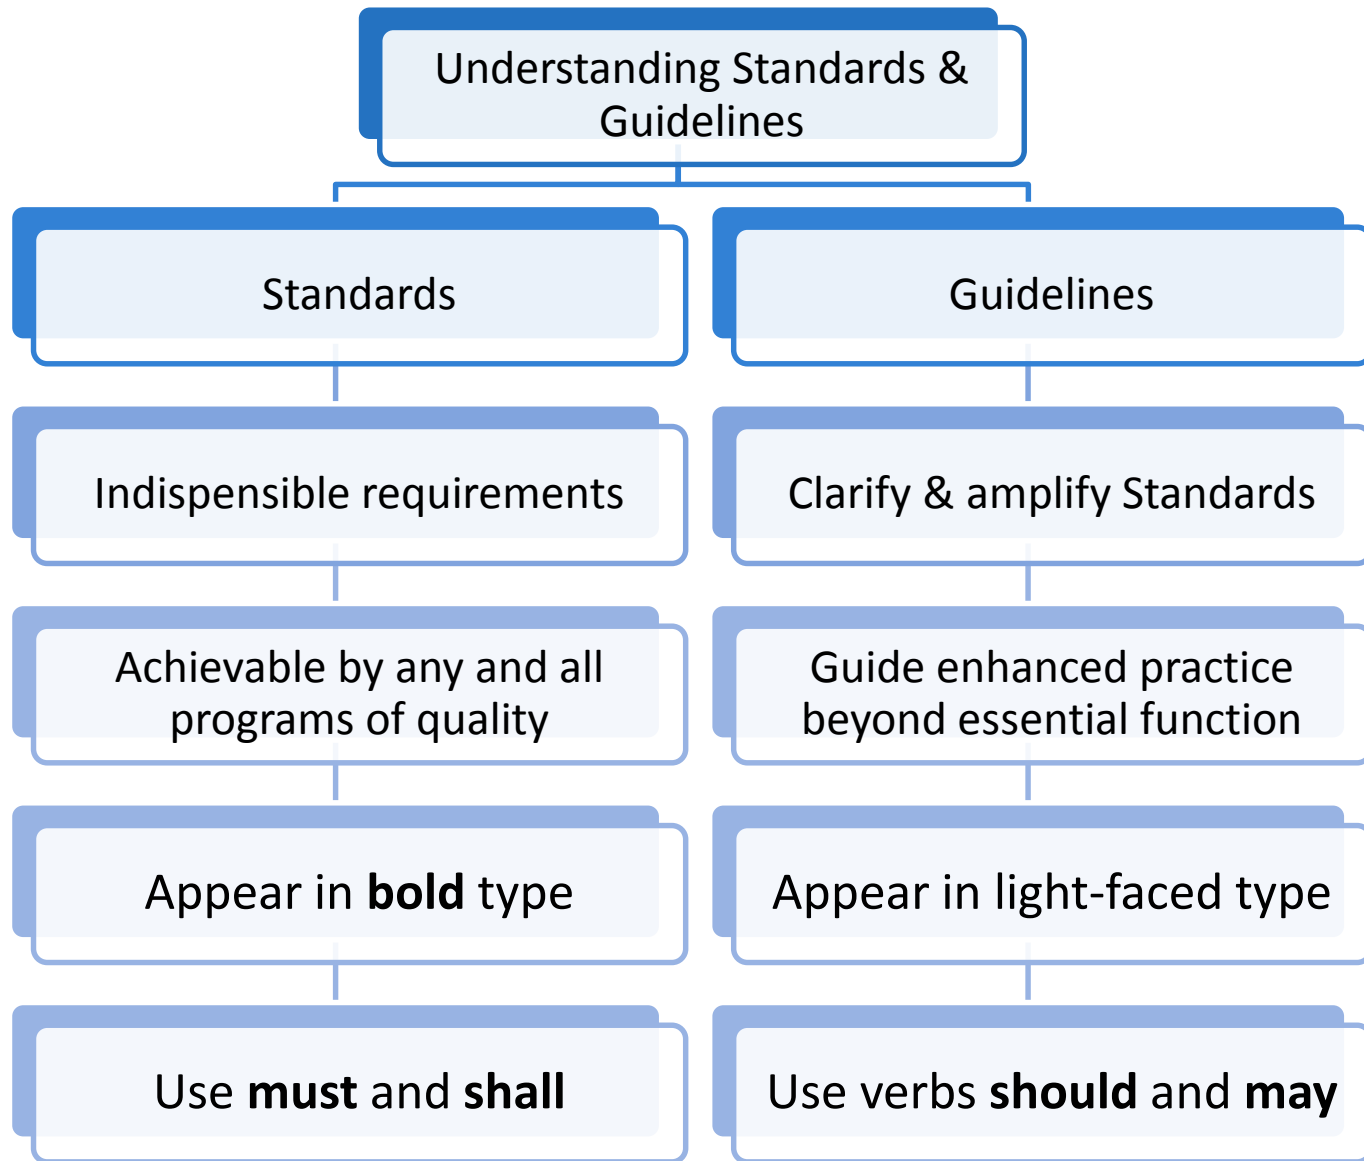 Understanding Standards &
Guidelines
Standards
Guidelines
Indispensible requirements
Clarify & amplify Standards
Achievable by any and all
programs of quality
Guide enhanced practice
beyond essential function
Appear in bold type
Appear in light-faced type
Use must and shall
Use verbs should and may